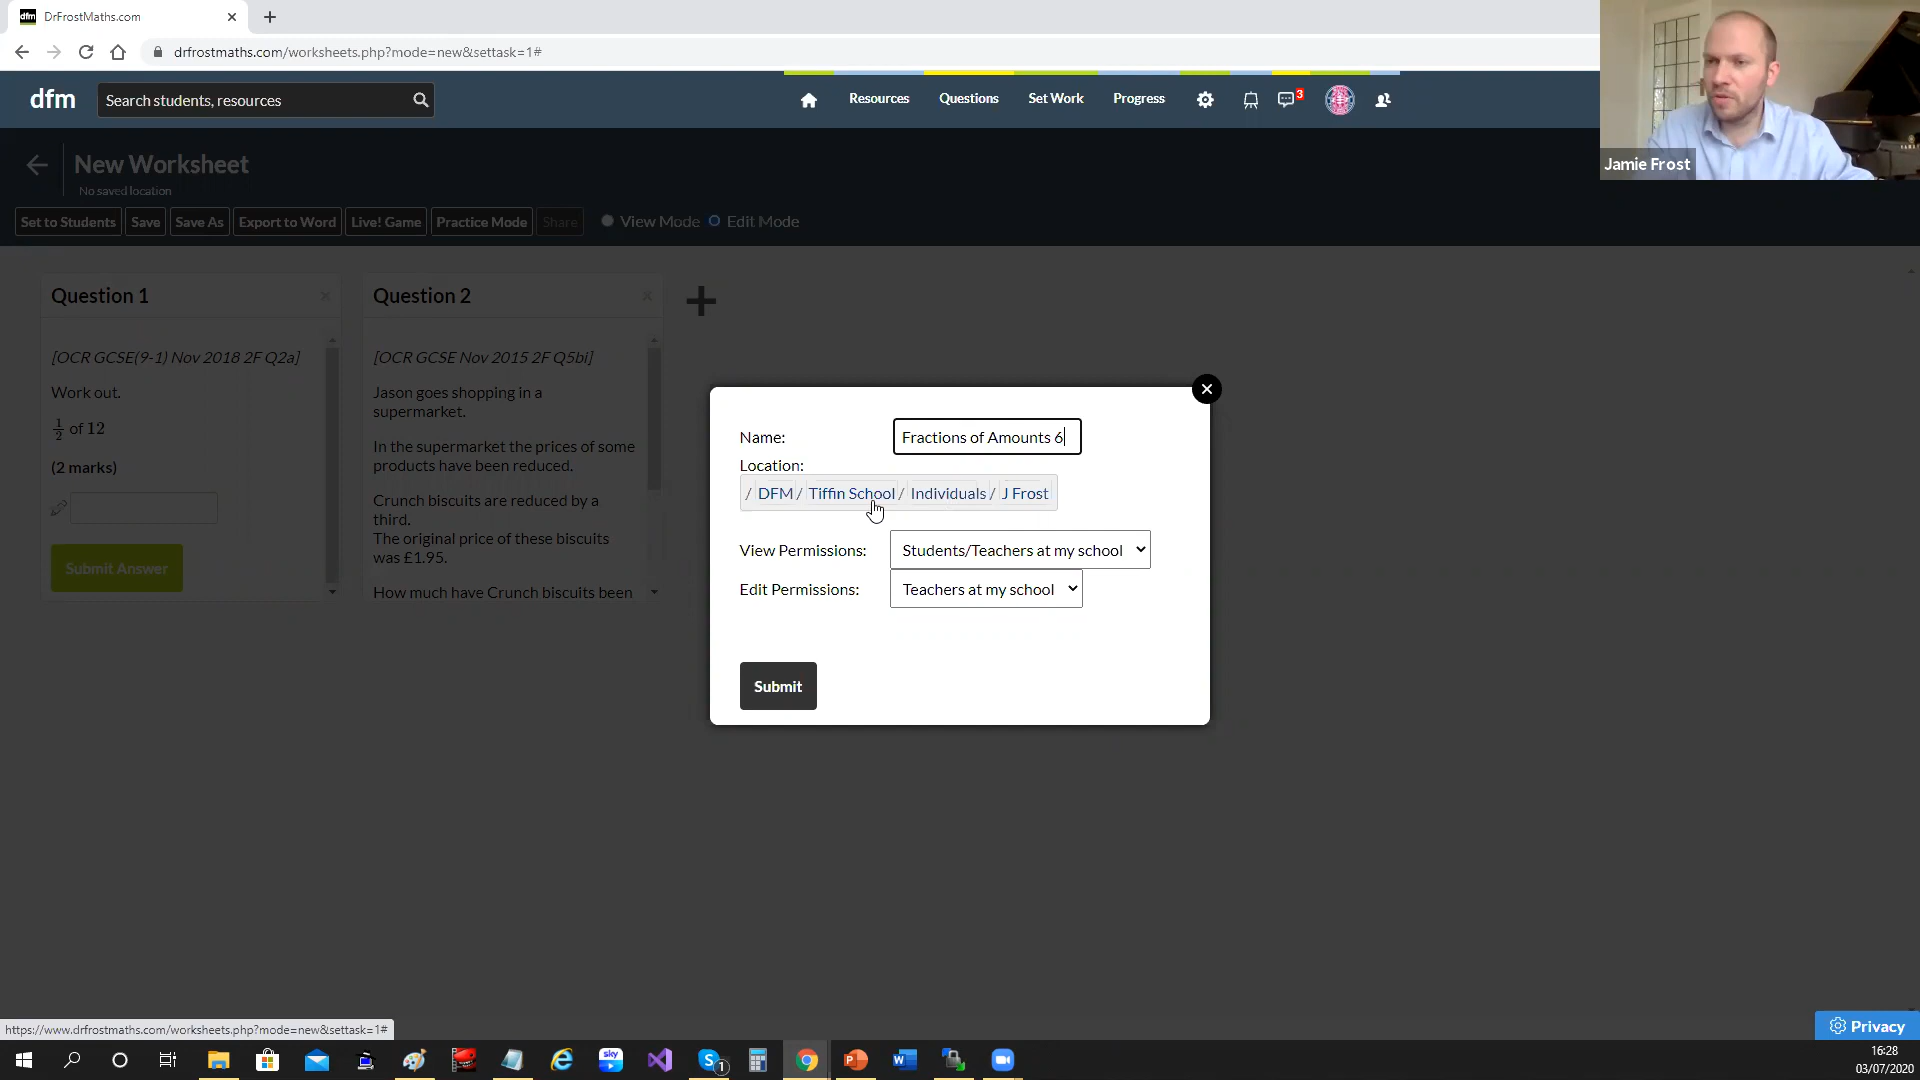 dfm DrFrostMaths.com
drfrostmaths.com/worksheets.php?mode=new&settask=1#
dfm
Search students, resources
Resources
Questions
Set Work
Progress
3
Jamie Frost
New Worksheet
No saved location
Set to Students
Save
Save As
Export to Word
Live! Game
Practice Mode
Share
View Mode
Edit Mode
Question 1
[OCR GCSE(9-1) Nov 2018 2F Q2a]
Work out.
1/2 of 12
(2 marks)
Submit Answer
Question 2
[OCR GCSE Nov 2015 2F Q5bi]
Jason goes shopping in a
supermarket.
In the supermarket the prices of some
products have been reduced.
Crunch biscuits are reduced by a
third.
The original price of these biscuits
was £1.95.
How much have Crunch biscuits been
Name:
Fractions of Amounts 6
Location:
/ DFM / Tiffin School / Individuals / J Frost
View Permissions:
Students/Teachers at my school
Edit Permissions:
Teachers at my school
Submit
https://www.drfrostmaths.com/worksheets.php?mode=new&settask=1#
Privacy
sky
1
16:28
03/07/2020